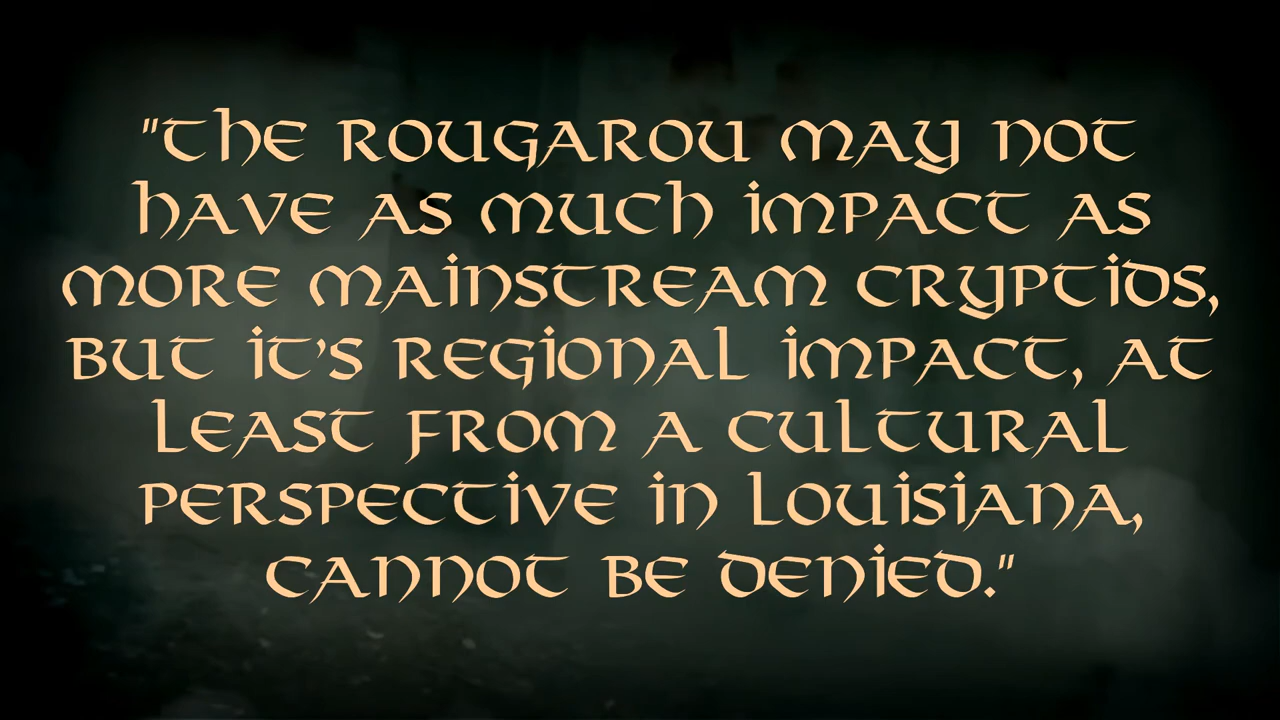 "The Rougarou may not
have as much impact as
more mainstream cryptids,
but it's regional impact, at
least from a cultural
perspective in Louisiana,
cannot be denied."